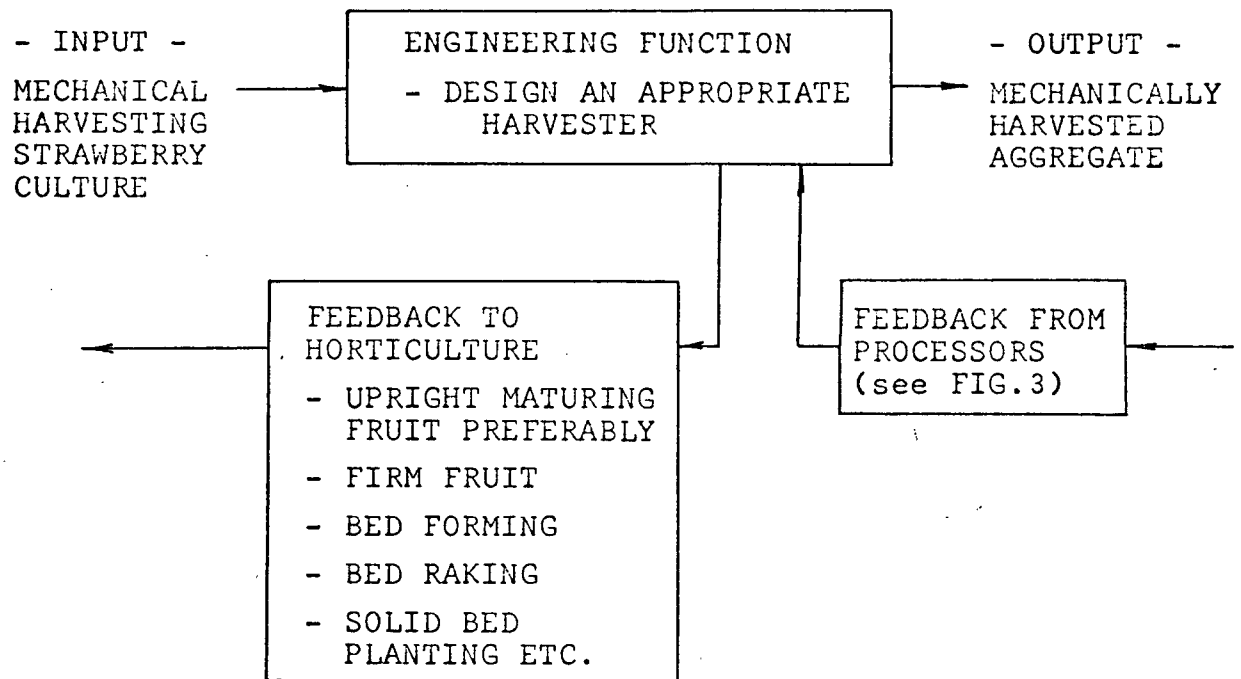 - INPUT -
MECHANICAL
HARVESTING
STRAWBERRY
CULTURE
ENGINEERING FUNCTION
- DESIGN AN APPROPRIATE
HARVESTER
- OUTPUT -
MECHANICALLY
HARVESTED
AGGREGATE
FEEDBACK TO
HORTICULTURE
- UPRIGHT MATURING
FRUIT PREFERABLY
- FIRM FRUIT
- BED FORMING
- BED RAKING
- SOLID BED
PLANTING ETC.
FEEDBACK FROM
PROCESSORS
(see FIG.3)